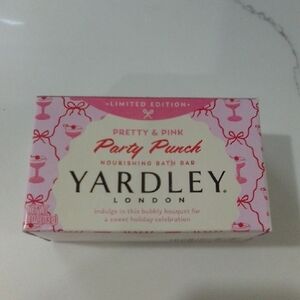 LIMITED EDITION
PRETTY & PINK
Party Punch
NOURISHING BATH BAR
YARDLEY
LONDON
indulge in this bubbly bouquet for
a sweet holiday celebration